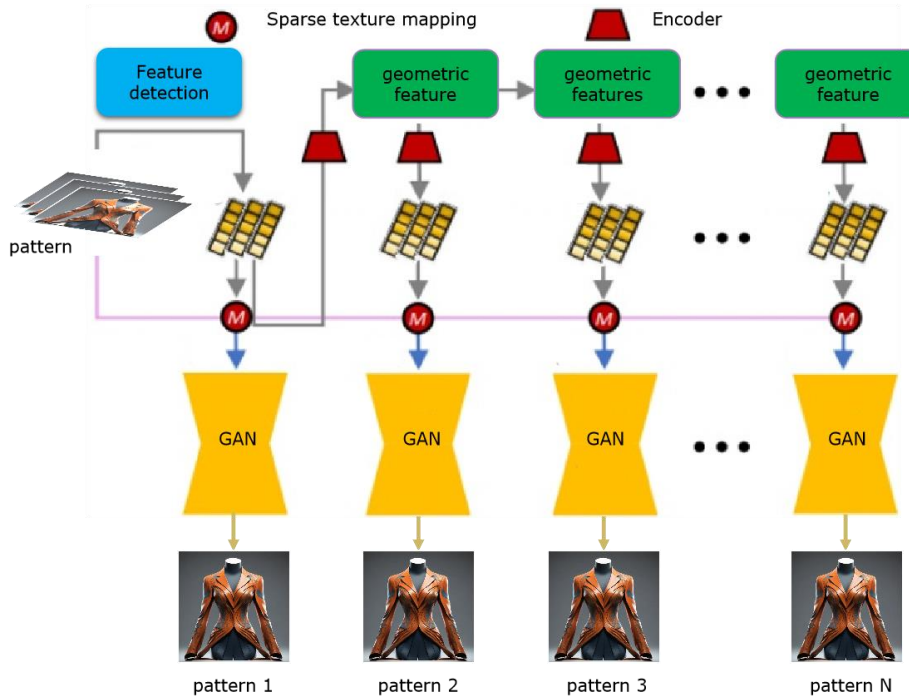 M Sparse texture mapping
Encoder
Feature
detection
geometric
feature
geometric
features
geometric
feature
pattern
M
M
M
M
GAN
GAN
GAN
GAN
pattern 1
pattern 2
pattern 3
pattern N